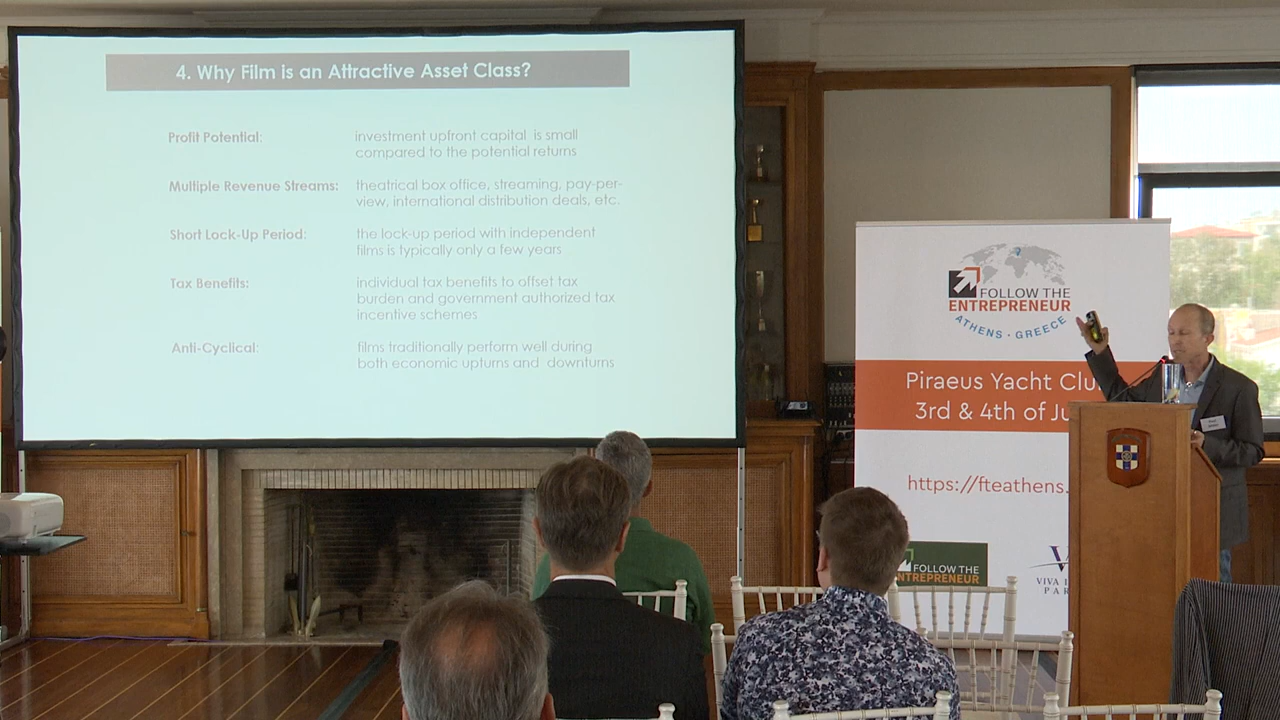 4. Why Film is an Attractive Asset Class?
Profit Potential: investment upfront capital is small
compared to the potential returns
Multiple Revenue Streams: theatrical box office, streaming, pay-per-
view, international distribution deals, etc.
Short Lock-Up Period: the lock-up period with independent
films is typically only a few years
Tax Benefits: individual tax benefits to offset tax
burden and government authorized tax
incentive schemes
Anti-Cyclical: films traditionally perform well during
both economic upturns and downturns
FOLLOW THE
ENTREPRENEUR
ATHENS · GREECE
Piraeus Yacht Clu
3rd & 4th of Ju
https://fteathens.
FOLLOW THE
ENTREPRENEUR
VIVA
PAR